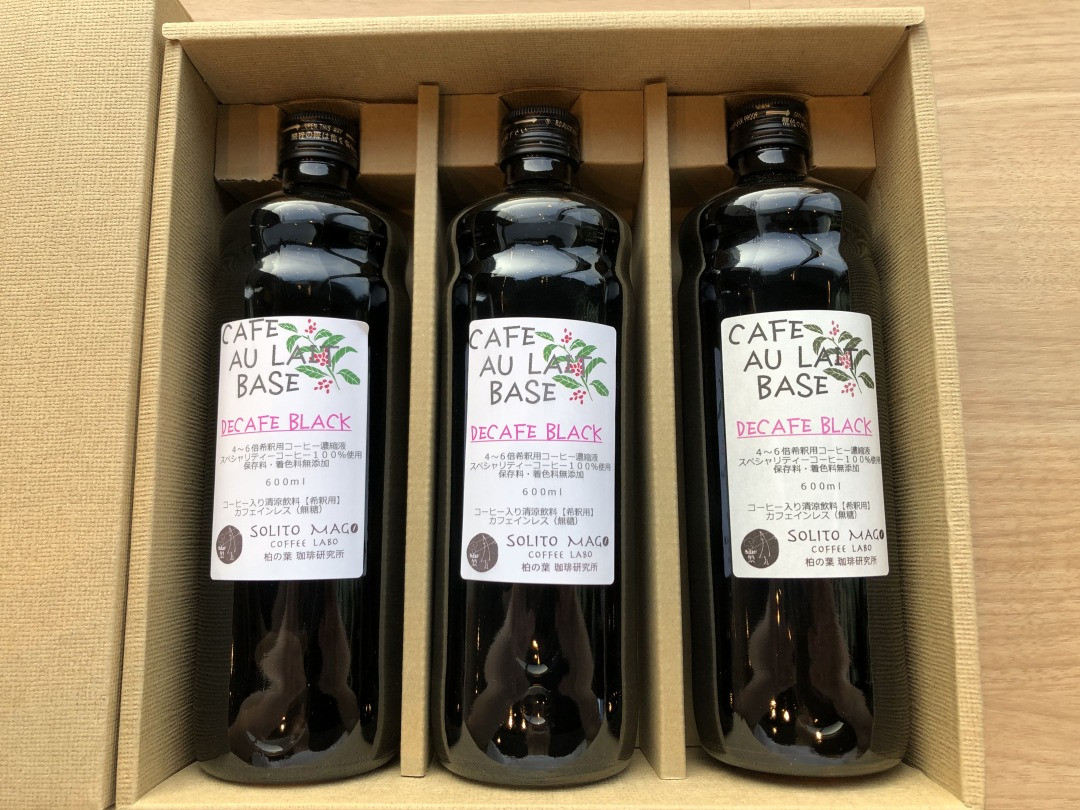 OPEN THIS WAY
CAFE
AU LAIT
BASE
DECAFE BLACK
4～6倍希釈用コーヒー濃縮液
スペシャリティーコーヒー100%使用
保存料・着色料無添加
600ml
コーヒー入り清涼飲料【希釈用】
カフェインレス（無糖）
SOLITO MAGO
COFFEE LABO
柏の葉 珈琲研究所
CAFE
AU LAIT
BASE
DECAFE BLACK
4～6倍希釈用コーヒー濃縮液
スペシャリティーコーヒー100%使用
保存料・着色料無添加
600ml
コーヒー入り清涼飲料【希釈用】
カフェインレス（無糖）
SOLITO MAGO
COFFEE LABO
柏の葉 珈琲研究所
CAFE
AU LAIT
BASE
DECAFE BLACK
4～6倍希釈用コーヒー濃縮液
スペシャリティーコーヒー100%使用
保存料・着色料無添加
600ml
コーヒー入り清涼飲料【希釈用】
カフェインレス（無糖）
SOLITO MAGO
COFFEE LABO
柏の葉 珈琲研究所